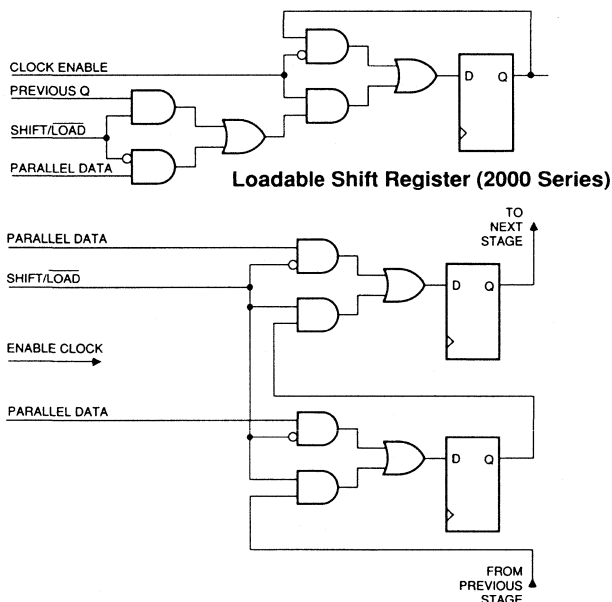 CLOCK ENABLE
PREVIOUS Q
SHIFT/LOAD
PARALLEL DATA
D Q
Loadable Shift Register (2000 Series)
TO
NEXT
STAGE
PARALLEL DATA
SHIFT/LOAD
D Q
ENABLE CLOCK
PARALLEL DATA
D Q
FROM
PREVIOUS
STAGE